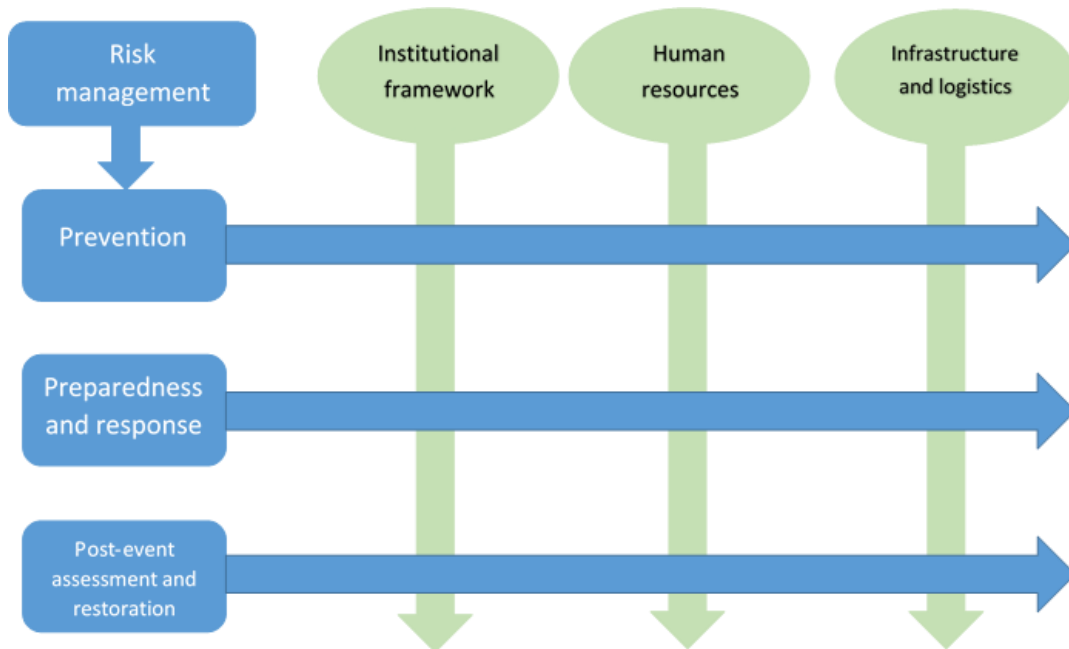 Risk
management
Institutional
framework
Human
resources
Infrastructure
and logistics
Prevention
Preparedness
and response
Post-event
assessment and
restoration